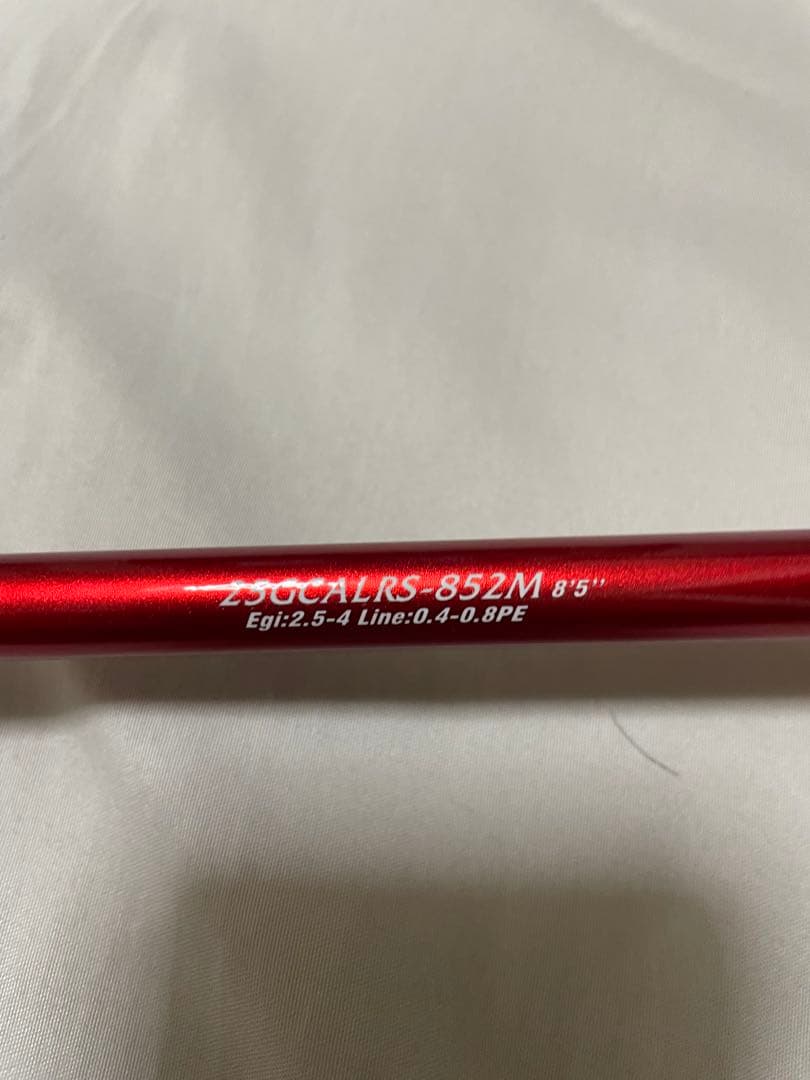 23GCALRS-852M 8'5"
Egi:2.5-4 Line:0.4-0.8PE